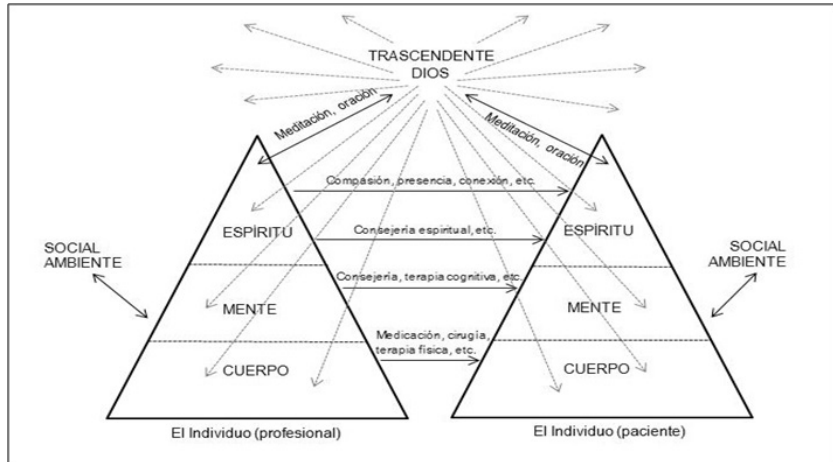 TRASCENDENTE
DIOS
Meditación, oración
Meditación, oración
Compasión, presencia, conexión, etc.
ESPÍRITU
Consejería espiritual, etc.
ESPÍRITU
SOCIAL
AMBIENTE
SOCIAL
AMBIENTE
Consejería, terapia cognitiva, etc.
MENTE
MENTE
Medicación, cirugía,
terapia física, etc.
CUERPO
CUERPO
El Individuo (profesional)
El Individuo (paciente)